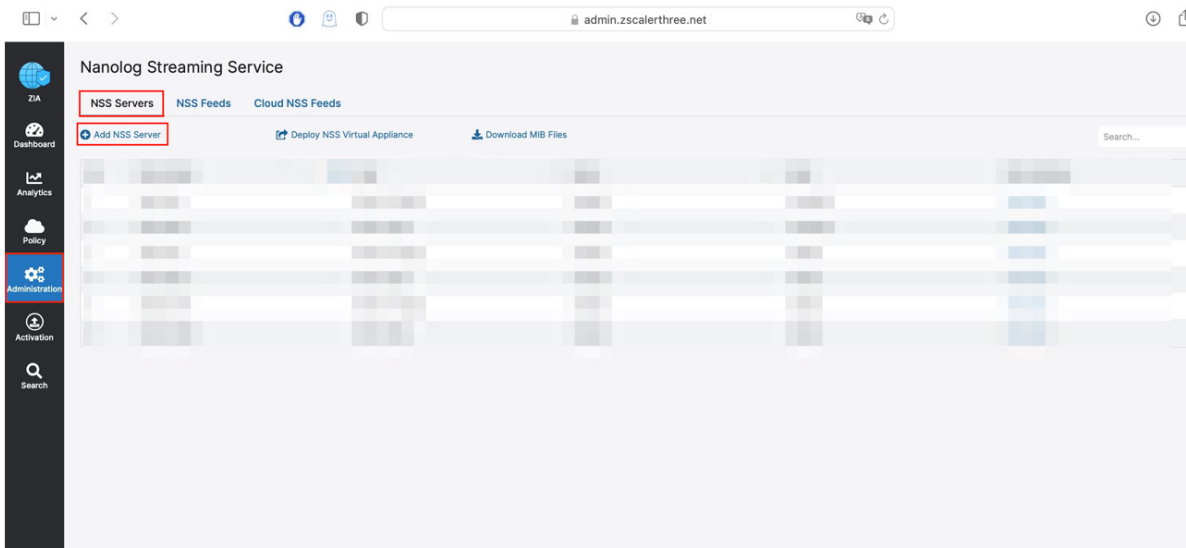 admin.zscalerthree.net
ZIA
Dashboard
Analytics
Policy
Administration
Activation
Search
Nanolog Streaming Service
NSS Servers NSS Feeds Cloud NSS Feeds
Add NSS Server Deploy NSS Virtual Appliance Download MIB Files Search...